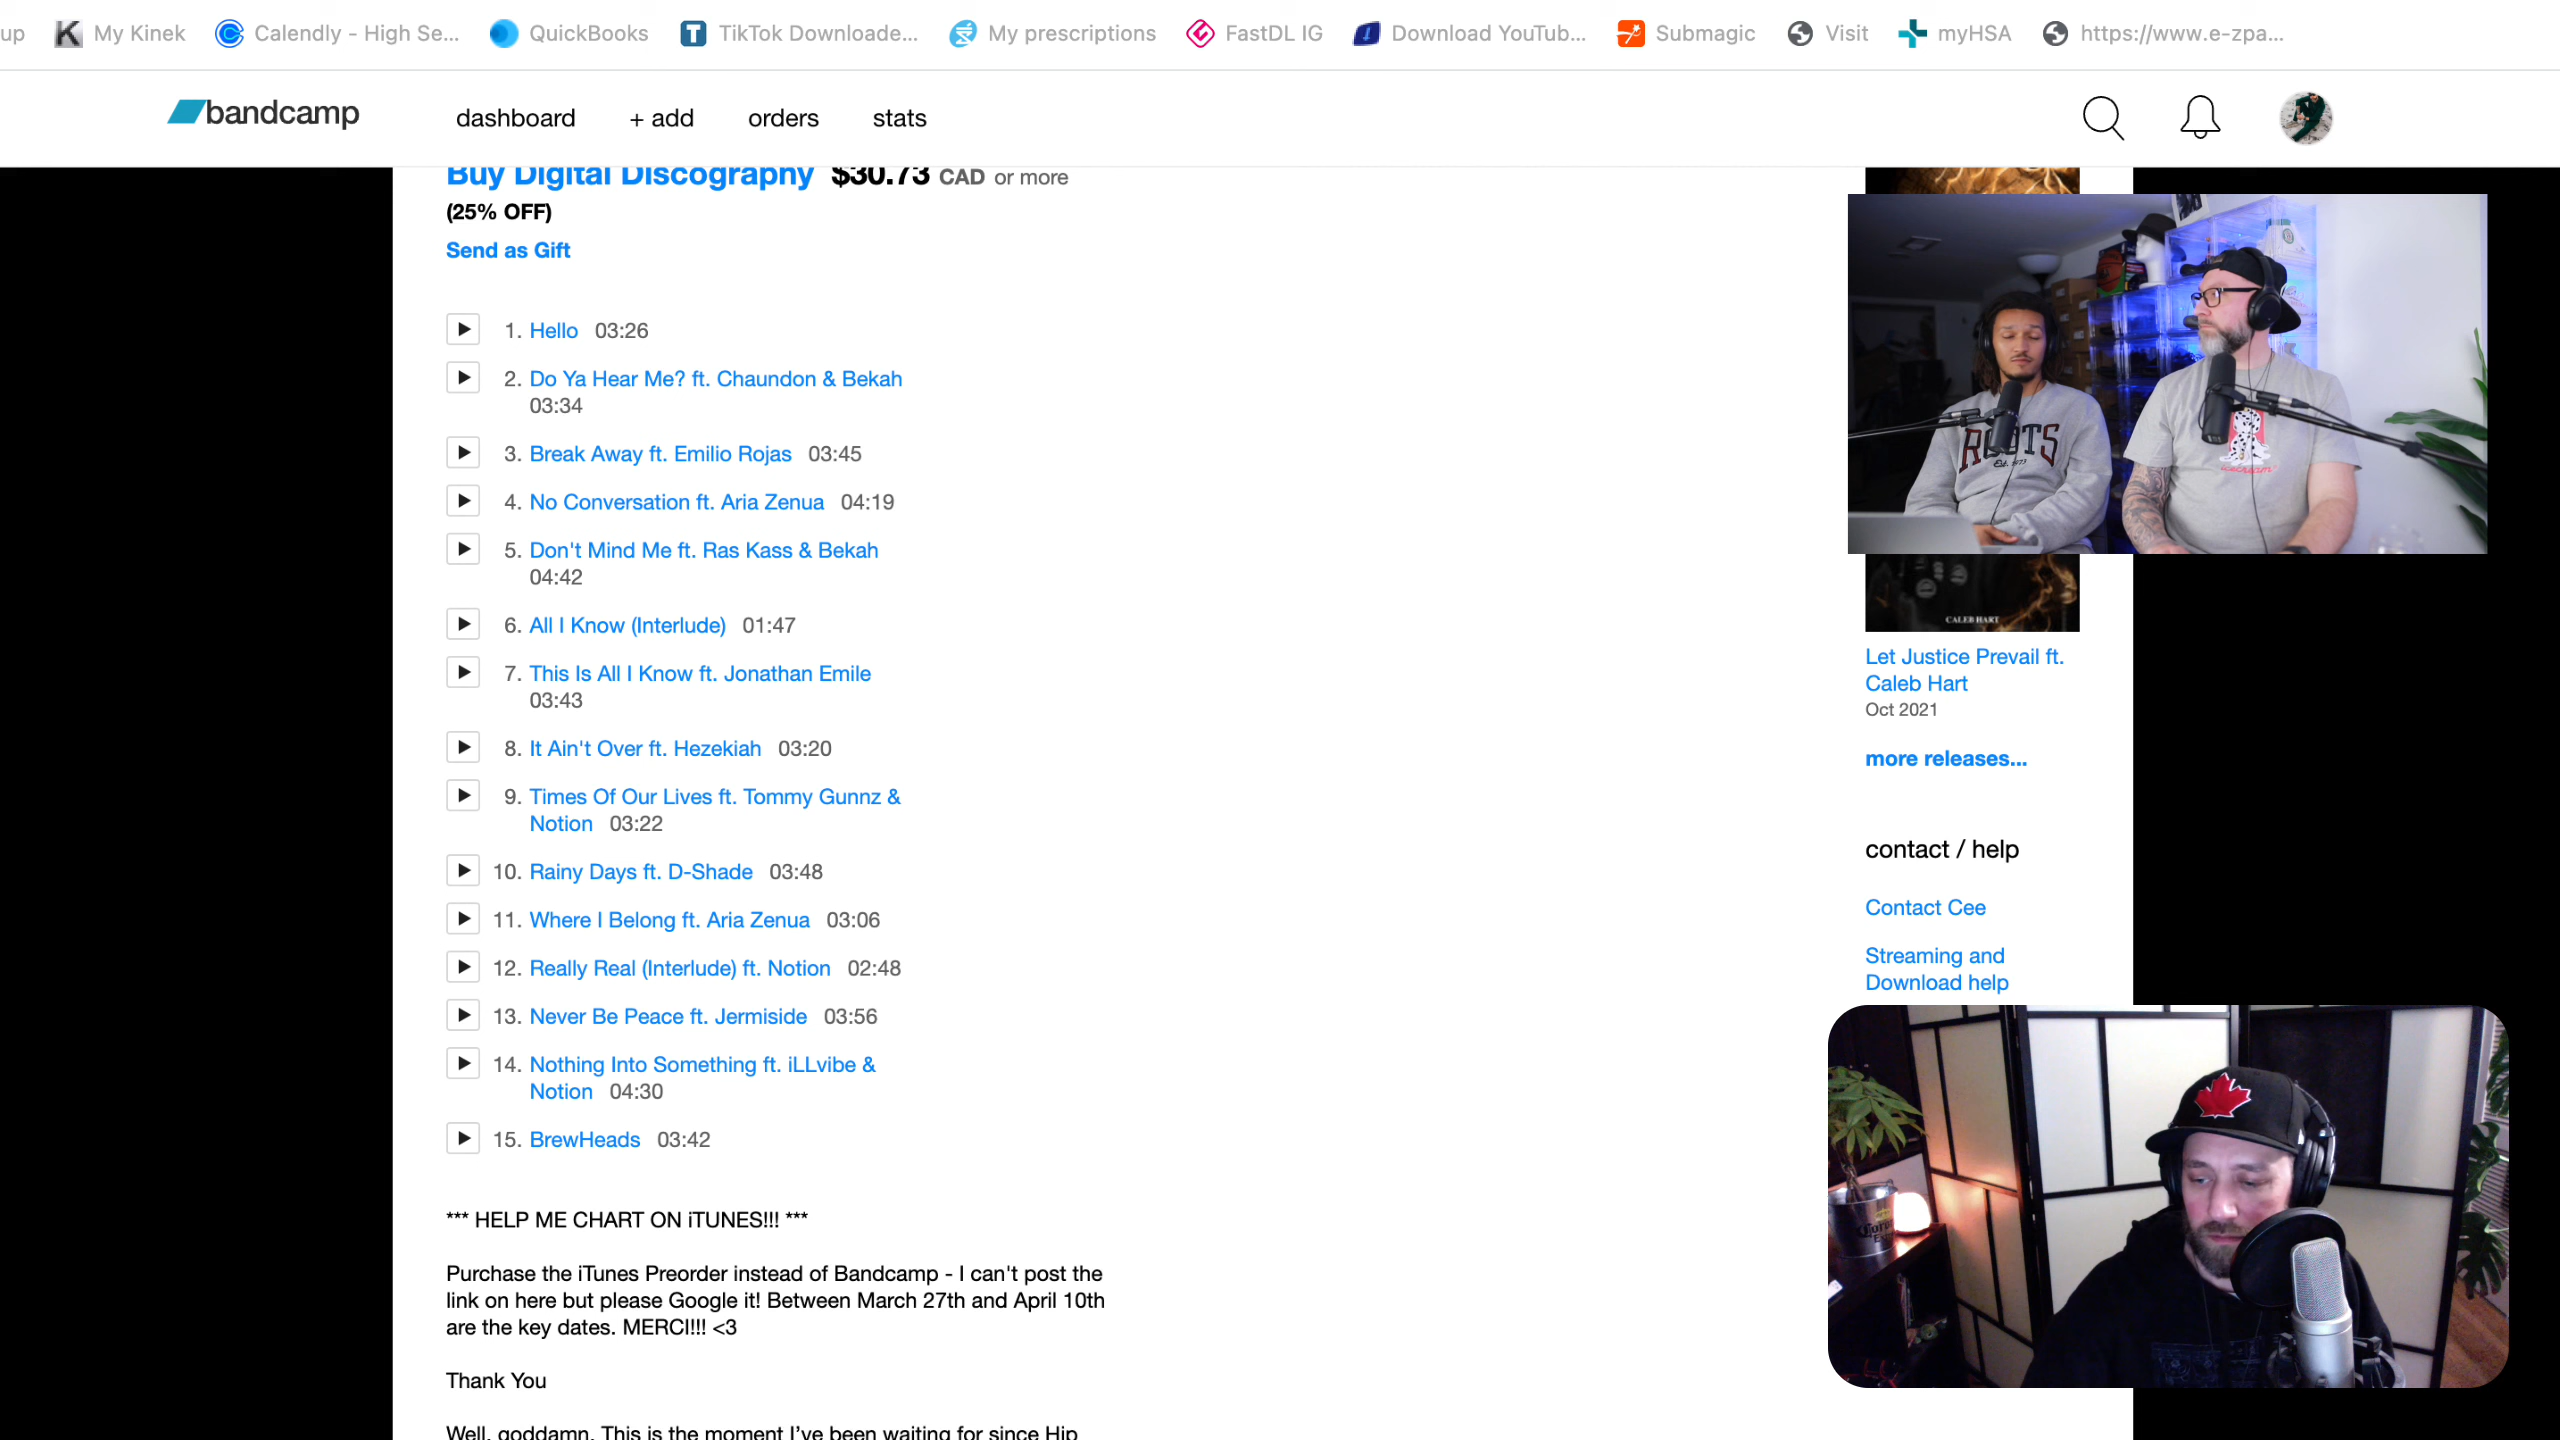 up
My Kinek
Calendly - High Se...
QuickBooks
TikTok Downloade...
My prescriptions
FastDL IG
Download YouTub...
Submagic
Visit
myHSA
https://www.e-zpa...
bandcamp
dashboard
+ add
orders
stats
Buy Digital Discography $30.73 CAD or more
(25% OFF)
Send as Gift
1. Hello 03:26
2. Do Ya Hear Me? ft. Chaundon & Bekah
03:34
3. Break Away ft. Emilio Rojas 03:45
4. No Conversation ft. Aria Zenua 04:19
5. Don't Mind Me ft. Ras Kass & Bekah
04:42
6. All I Know (Interlude) 01:47
7. This Is All I Know ft. Jonathan Emile
03:43
8. It Ain't Over ft. Hezekiah 03:20
9. Times Of Our Lives ft. Tommy Gunnz &
Notion 03:22
10. Rainy Days ft. D-Shade 03:48
11. Where I Belong ft. Aria Zenua 03:06
12. Really Real (Interlude) ft. Notion 02:48
13. Never Be Peace ft. Jermiside 03:56
14. Nothing Into Something ft. iLLvibe &
Notion 04:30
15. BrewHeads 03:42
*** HELP ME CHART ON iTUNES!!! ***
Purchase the iTunes Preorder instead of Bandcamp - I can't post the
link on here but please Google it! Between March 27th and April 10th
are the key dates. MERCI!!! <3
Thank You
Well, goddamn. This is the moment I've been waiting for since Hip
ROOTS
Est. 1973
icecream
CALEB HART
Let Justice Prevail ft.
Caleb Hart
Oct 2021
more releases...
contact / help
Contact Cee
Streaming and
Download help